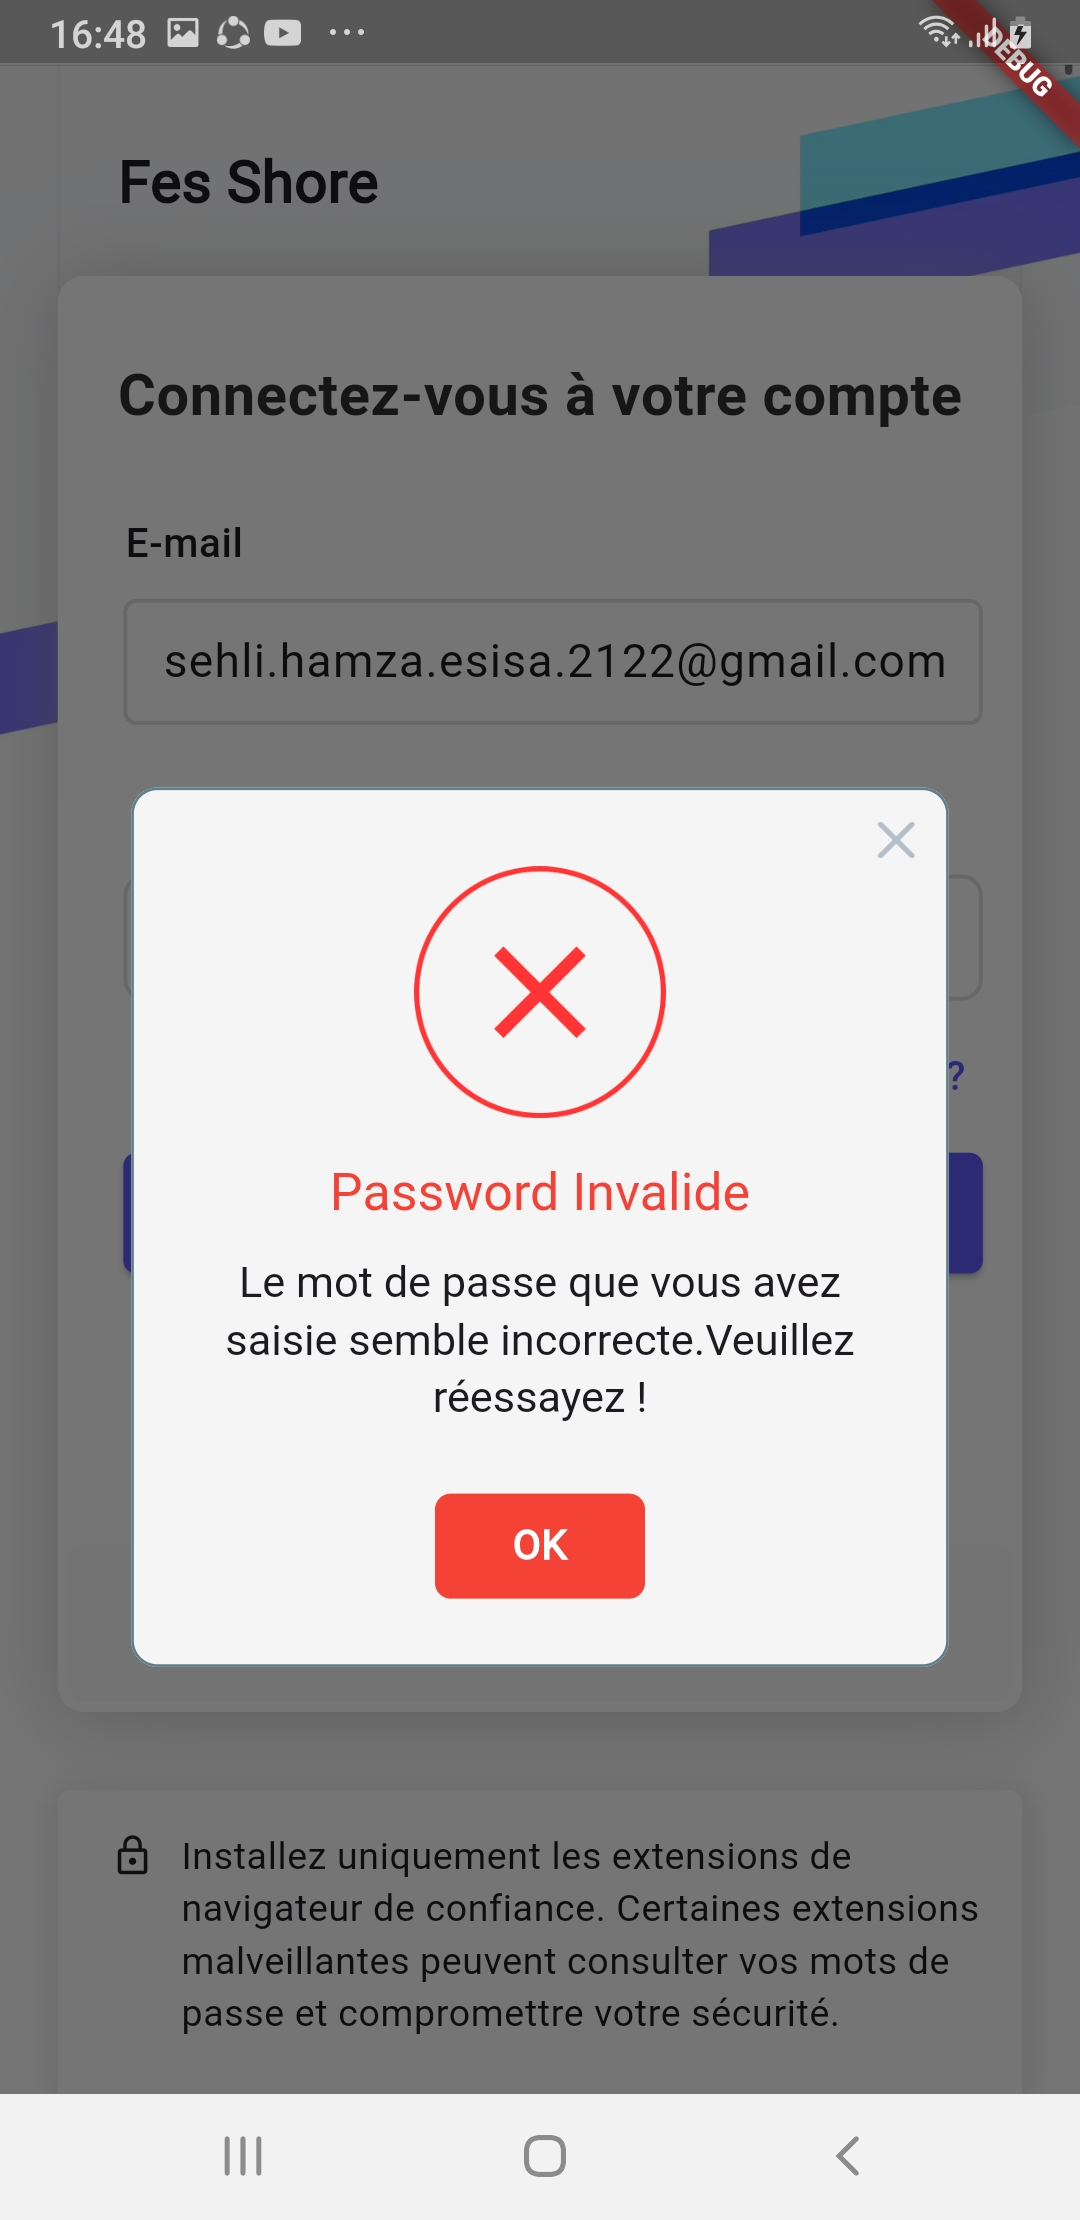 16:48
DEBUG
Fes Shore
Connectez-vous à votre compte
E-mail
sehli.hamza.esisa.2122@gmail.com
?
Password Invalide
Le mot de passe que vous avez
saisie semble incorrecte.Veuillez
réessayez !
OK
Installez uniquement les extensions de
navigateur de confiance. Certaines extensions
malveillantes peuvent consulter vos mots de
passe et compromettre votre sécurité.